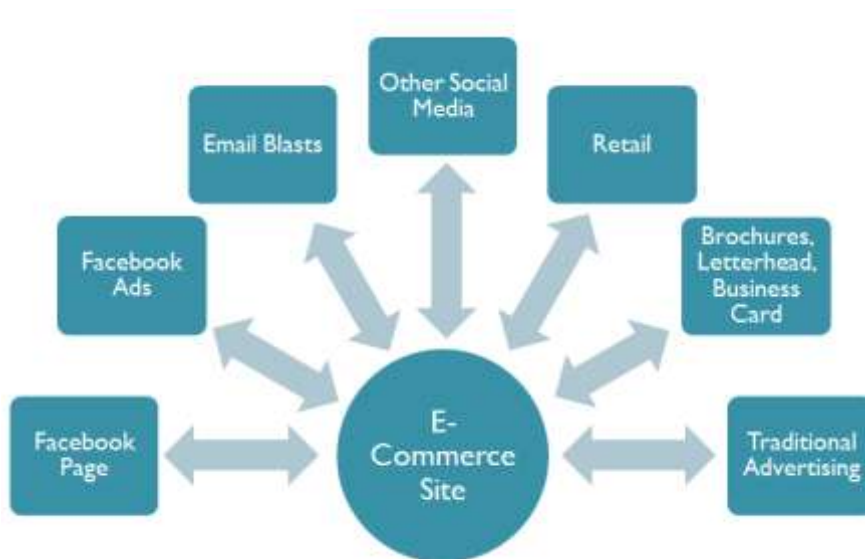 Other Social
Media
Email Blasts
Retail
Facebook
Ads
Brochures,
Letterhead,
Business
Card
Facebook
Page
E-
Commerce
Site
Traditional
Advertising